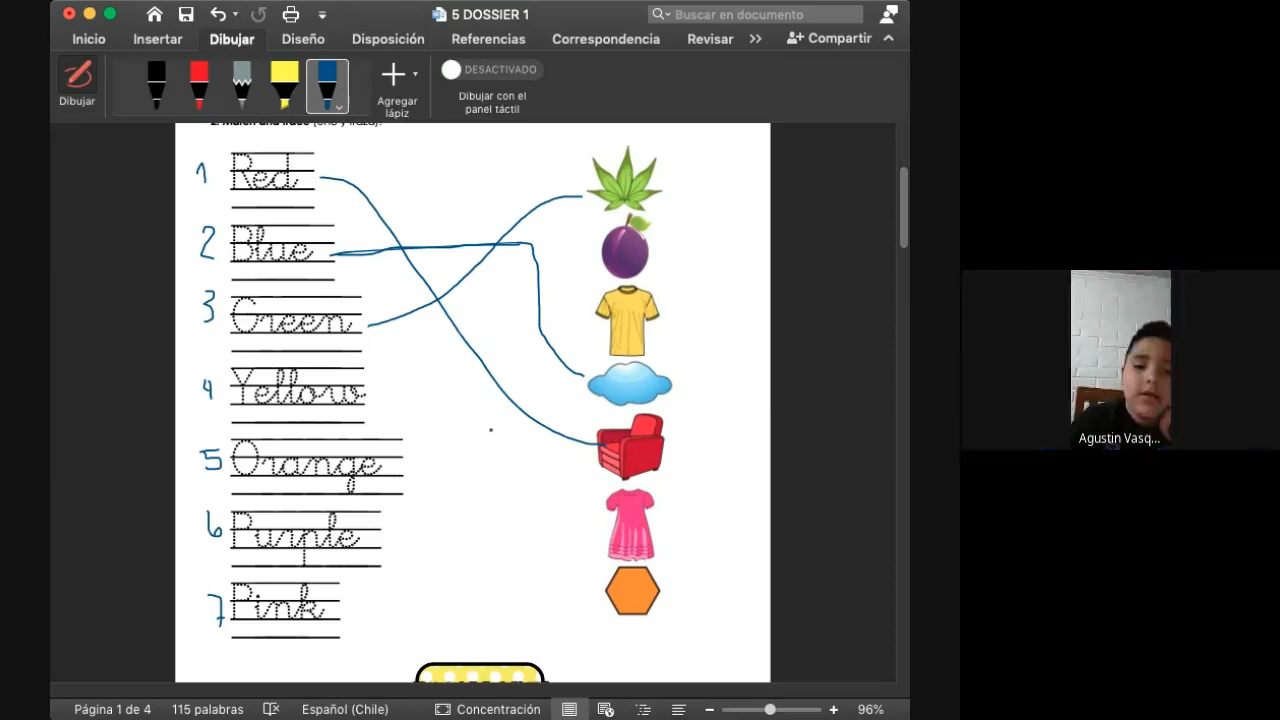 5 DOSSIER 1
Buscar en documento
Inicio Insertar Dibujar Diseño Disposición Referencias Correspondencia Revisar Compartir
DESACTIVADO
Dibujar
Agregar lápiz
Dibujar con el panel táctil
1 Red
2 Blue
3 Green
4 Yellow
5 Orange
6 Purple
7 Pink
Agustin Vasq...
Página 1 de 4 115 palabras Español (Chile) Concentración 96%